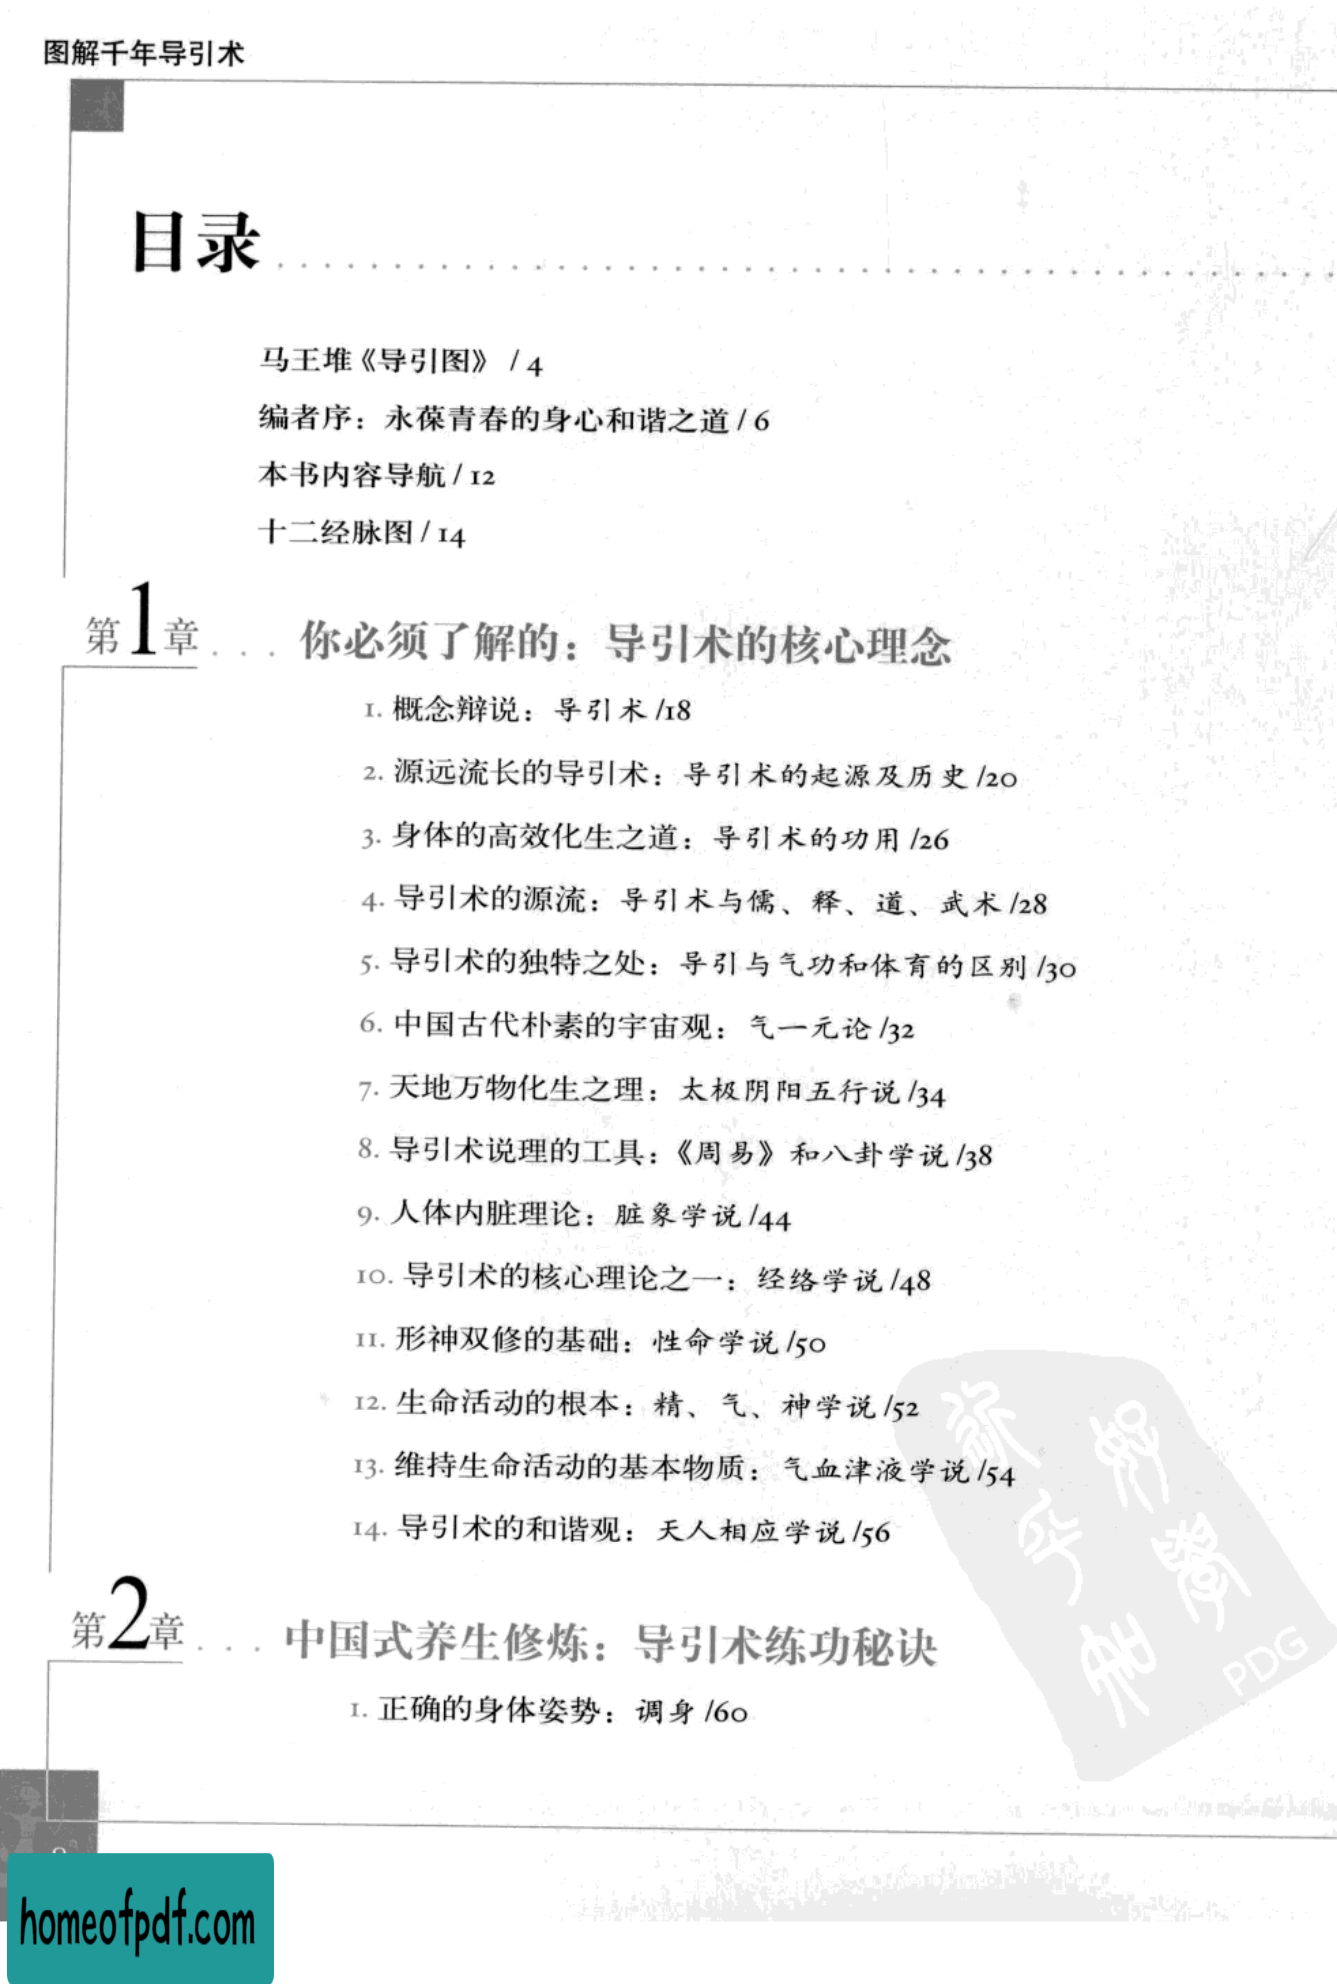 图解千年导引术
目录
马王堆《导引图》 / 4
编者序：永葆青春的身心和谐之道 / 6
本书内容导航 / 12
十二经脉图 / 14
第1章 . . . 你必须了解的：导引术的核心理念
1. 概念辩说：导引术 /18
2. 源远流长的导引术：导引术的起源及历史 /20
3. 身体的高效化生之道：导引术的功用 /26
4. 导引术的源流：导引术与儒、释、道、武术 /28
5. 导引术的独特之处：导引与气功和体育的区别 /30
6. 中国古代朴素的宇宙观：气一元论 /32
7. 天地万物化生之理：太极阴阳五行说 /34
8. 导引术说理的工具：《周易》和八卦学说 /38
9. 人体内脏理论：脏象学说 /44
10. 导引术的核心理论之一：经络学说 /48
11. 形神双修的基础：性命学说 /50
12. 生命活动的根本：精、气、神学说 /52
13. 维持生命活动的基本物质：气血津液学说 /54
14. 导引术的和谐观：天人相应学说 /56
第2章 . . . 中国式养生修炼：导引术练功秘诀
1. 正确的身体姿势：调身 /60
PDG
homeofpdf.com